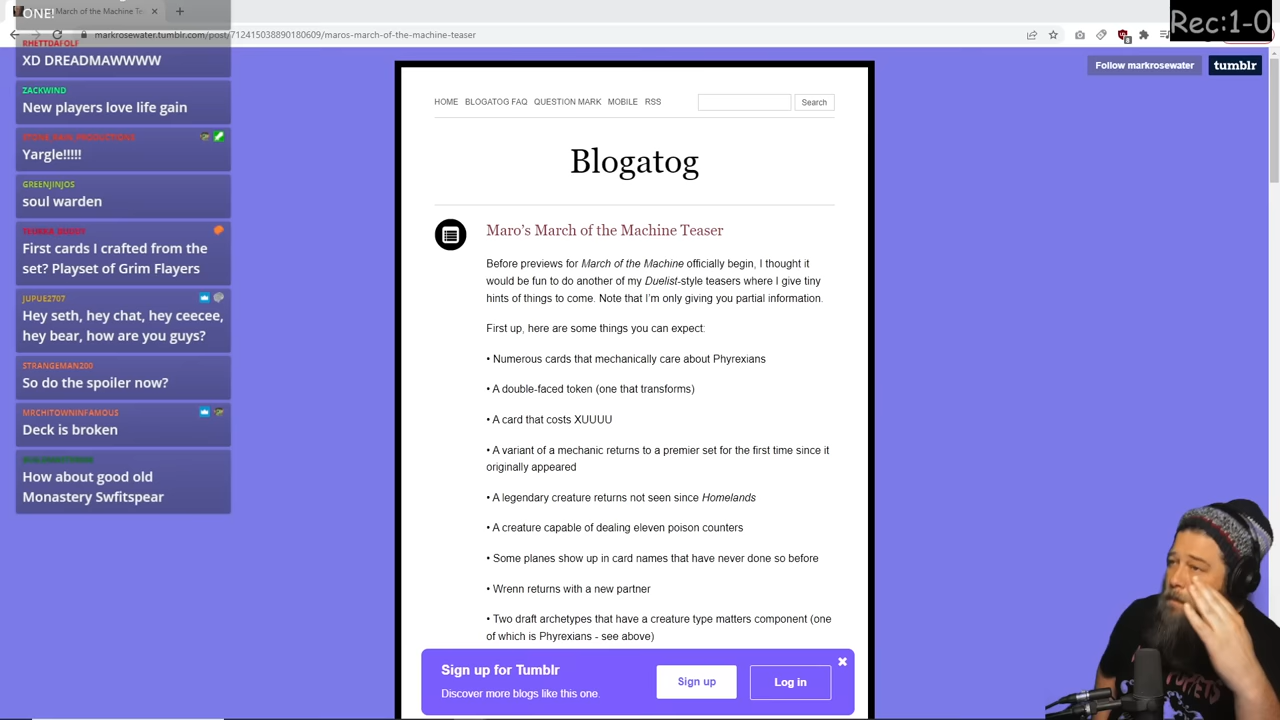 ONE!
RHETTDAFOLF
XD DREADMAWWWW
ZACKWIND
New players love life gain
Yargle!!!!!
GREENJINJOS
soul warden
First cards I crafted from the
set? Playset of Grim Flayers
JUPUE2707
Hey seth, hey chat, hey ceecee,
hey bear, how are you guys?
STRANGEMAN200
So do the spoiler now?
MRCHITOWNINFAMOUS
Deck is broken
How about good old
Monastery Swfitspear
March of the Machine Te
markrosewater.tumblr.com/post/712415038890180609/maros-march-of-the-machine-teaser
Rec:1-0
Follow markrosewater
tumblr
HOME BLOGATOG FAQ QUESTION MARK MOBILE RSS
Search
Blogatog
Maro's March of the Machine Teaser
Before previews for March of the Machine officially begin, I thought it
would be fun to do another of my Duelist-style teasers where I give tiny
hints of things to come. Note that I'm only giving you partial information.
First up, here are some things you can expect:
• Numerous cards that mechanically care about Phyrexians
• A double-faced token (one that transforms)
• A card that costs XUUUU
• A variant of a mechanic returns to a premier set for the first time since it
originally appeared
• A legendary creature returns not seen since Homelands
• A creature capable of dealing eleven poison counters
• Some planes show up in card names that have never done so before
• Wrenn returns with a new partner
• Two draft archetypes that have a creature type matters component (one
of which is Phyrexians - see above)
Sign up for Tumblr
Discover more blogs like this one.
Sign up
Log in